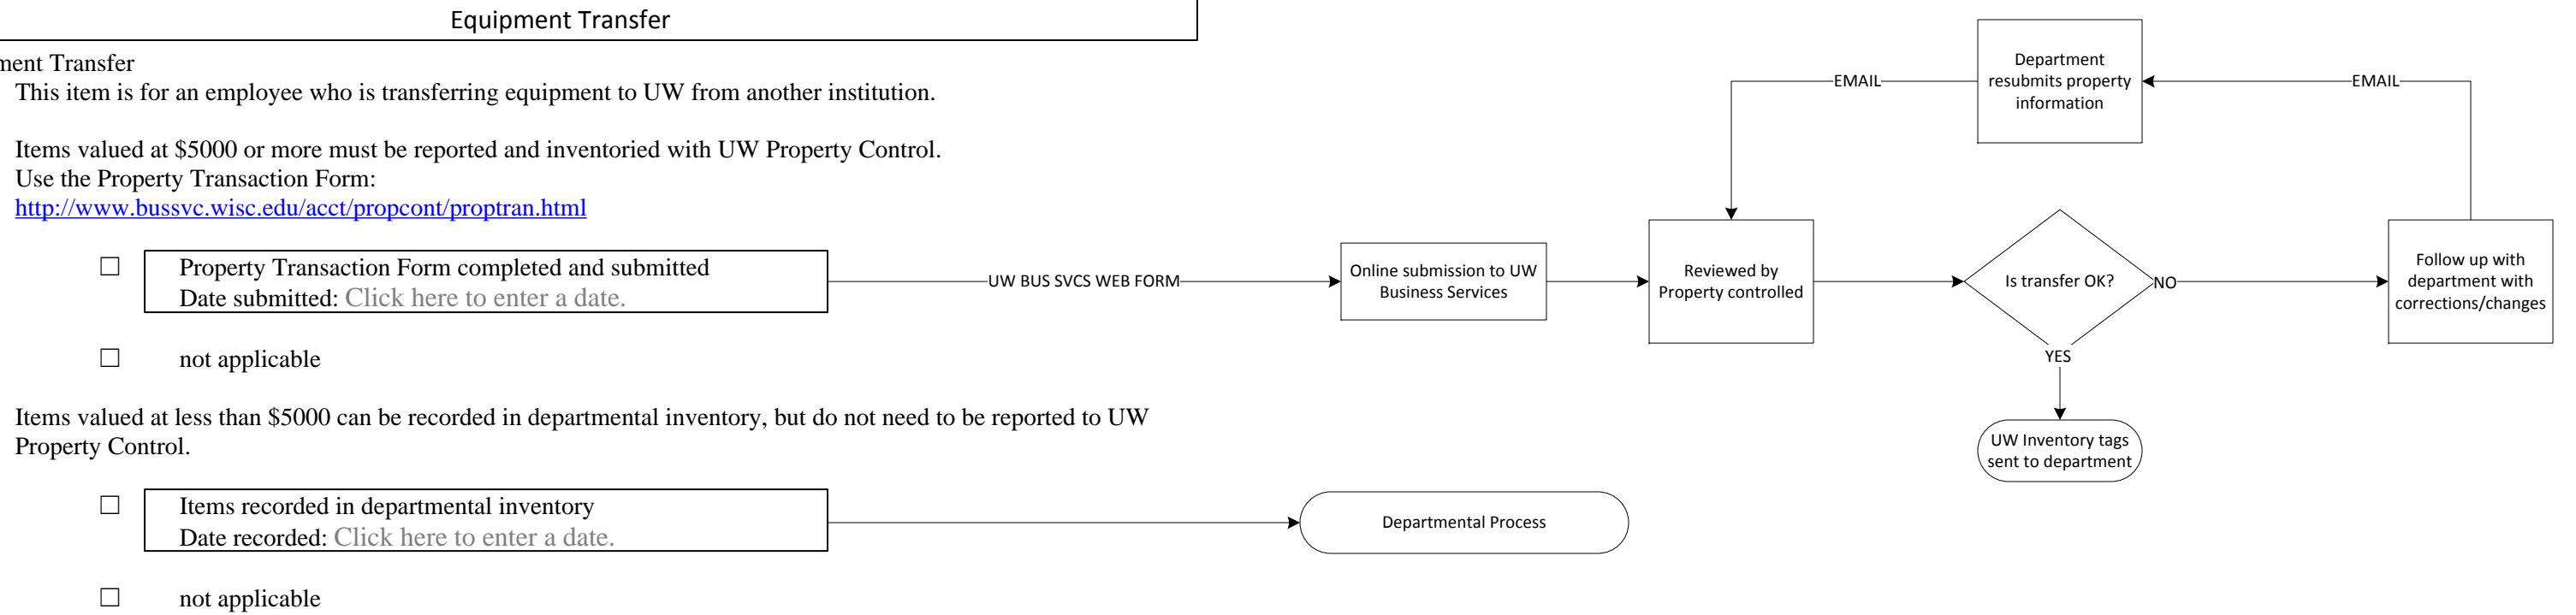 Equipment Transfer
ment Transfer
This item is for an employee who is transferring equipment to UW from another institution.
Items valued at $5000 or more must be reported and inventoried with UW Property Control.
Use the Property Transaction Form:
http://www.bussvc.wisc.edu/acct/propcont/proptran.html
☐ Property Transaction Form completed and submitted
Date submitted: Click here to enter a date.
☐ not applicable
Items valued at less than $5000 can be recorded in departmental inventory, but do not need to be reported to UW
Property Control.
☐ Items recorded in departmental inventory
Date recorded: Click here to enter a date.
☐ not applicable
UW BUS SVCS WEB FORM
Online submission to UW
Business Services
Reviewed by
Property controlled
Is transfer OK?
NO
Follow up with
department with
corrections/changes
EMAIL
Department
resubmits property
information
EMAIL
YES
UW Inventory tags
sent to department
Departmental Process